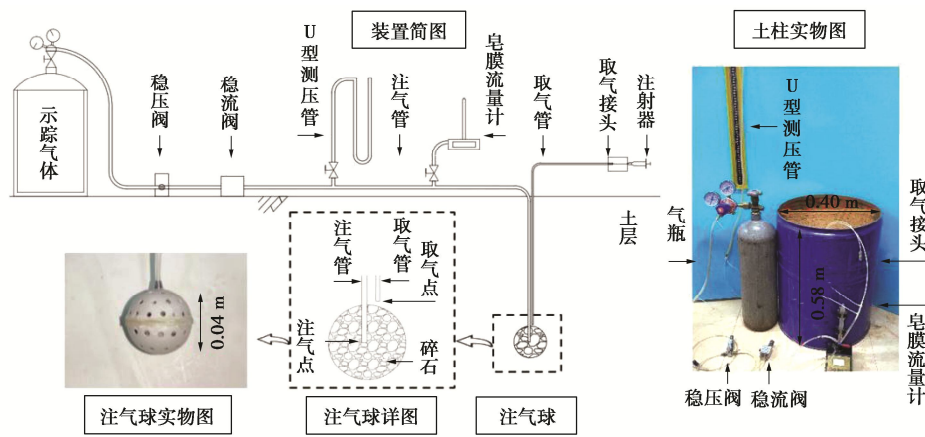 装置简图
土柱实物图
示踪气体
稳压阀
稳流阀
U型测压管
注气管
皂膜流量计
取气管
取气接头
注射器
土层
注气管
取气管
取气点
注气点
碎石
0.04 m
注气球实物图
注气球详图
注气球
U型测压管
气瓶
0.40 m
0.58 m
取气接头
皂膜流量计
稳压阀
稳流阀